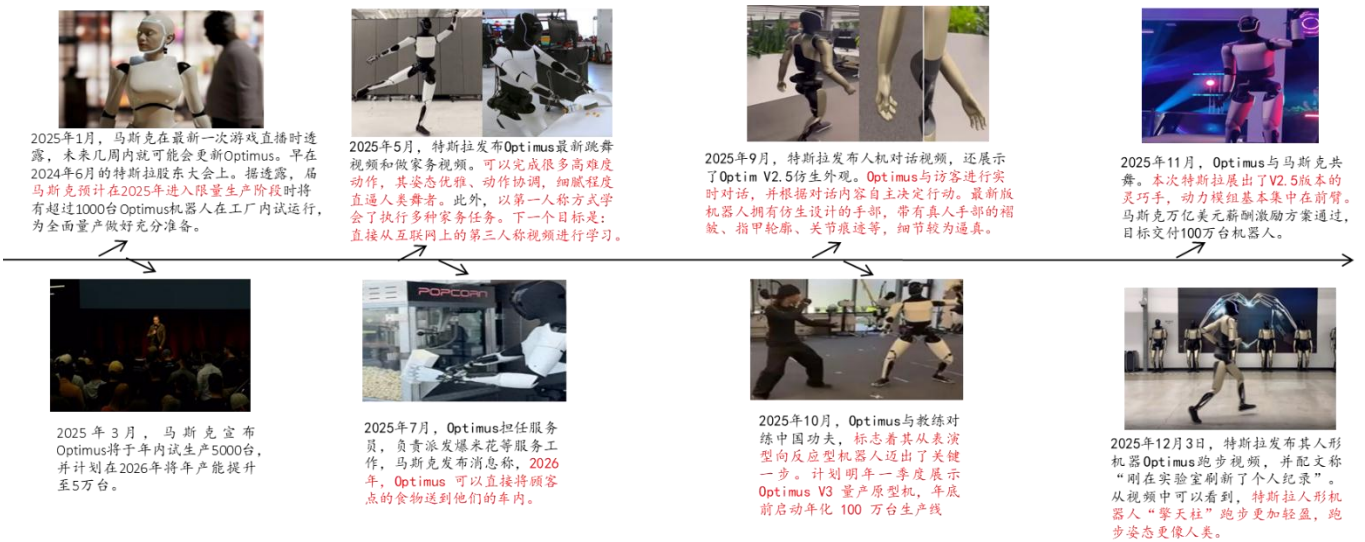 2025年1月，马斯克在最新一次游戏直播时透
露，未来几周内就可能会更新Optimus。早在
2024年6月的特斯拉股东大会上。据透露，届
马斯克预计在2025年进入限量生产阶段时将
有超过1000台Optimus机器人在工厂内试运行，
为全面量产做好充分准备。
2025年5月，特斯拉发布Optimus最新跳舞
视频和做家务视频。可以完成很多高难度
动作，其姿态优雅、动作协调，细腻程度
直逼人类舞者。此外，以第一人称方式学
会了执行多种家务任务。下一个目标是：
直接从互联网上的第三人称视频进行学习。
2025年9月，特斯拉发布人机对话视频，还展示
了Optim V2.5仿生外观。Optimus与访客进行实
时对话，并根据对话内容自主决定行动。最新版
机器人拥有仿生设计的手部，带有真人手部的褶
皱、指甲轮廓、关节痕迹等，细节较为逼真。
2025年11月，Optimus与马斯克共
舞。本次特斯拉展出了V2.5版本的
灵巧手，动力模组基本集中在前臂。
马斯克万亿美元薪酬激励方案通过，
目标交付100万台机器人。
2025年3月，马斯克宣布
Optimus将于年内试生产5000台，
并计划在2026年将年产能提升
至5万台。
POPCORN
2025年7月，Optimus担任服务
员，负责派发爆米花等服务工
作，马斯克发布消息称，2026
年，Optimus 可以直接将顾客
点的食物送到他们的车内。
2025年10月，Optimus与教练对
练中国功夫，标志着其从表演
型向反应型机器人迈出了关键
一步。计划明年一季度展示
Optimus V3 量产原型机，年底
前启动年化 100 万台生产线
2025年12月3日，特斯拉发布其人形
机器Optimus跑步视频，并配文称
“刚在实验室刷新了个人纪录”。
从视频中可以看到，特斯拉人形机
器人“擎天柱”跑步更加轻盈，跑
步姿态更像人类。